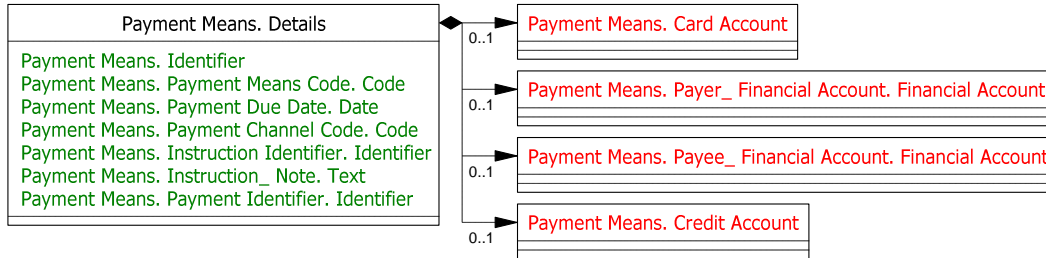 Payment Means. Details
Payment Means. Identifier
Payment Means. Payment Means Code. Code
Payment Means. Payment Due Date. Date
Payment Means. Payment Channel Code. Code
Payment Means. Instruction Identifier. Identifier
Payment Means. Instruction_ Note. Text
Payment Means. Payment Identifier. Identifier
0..1
Payment Means. Card Account
0..1
Payment Means. Payer_ Financial Account. Financial Account
0..1
Payment Means. Payee_ Financial Account. Financial Account
0..1
Payment Means. Credit Account